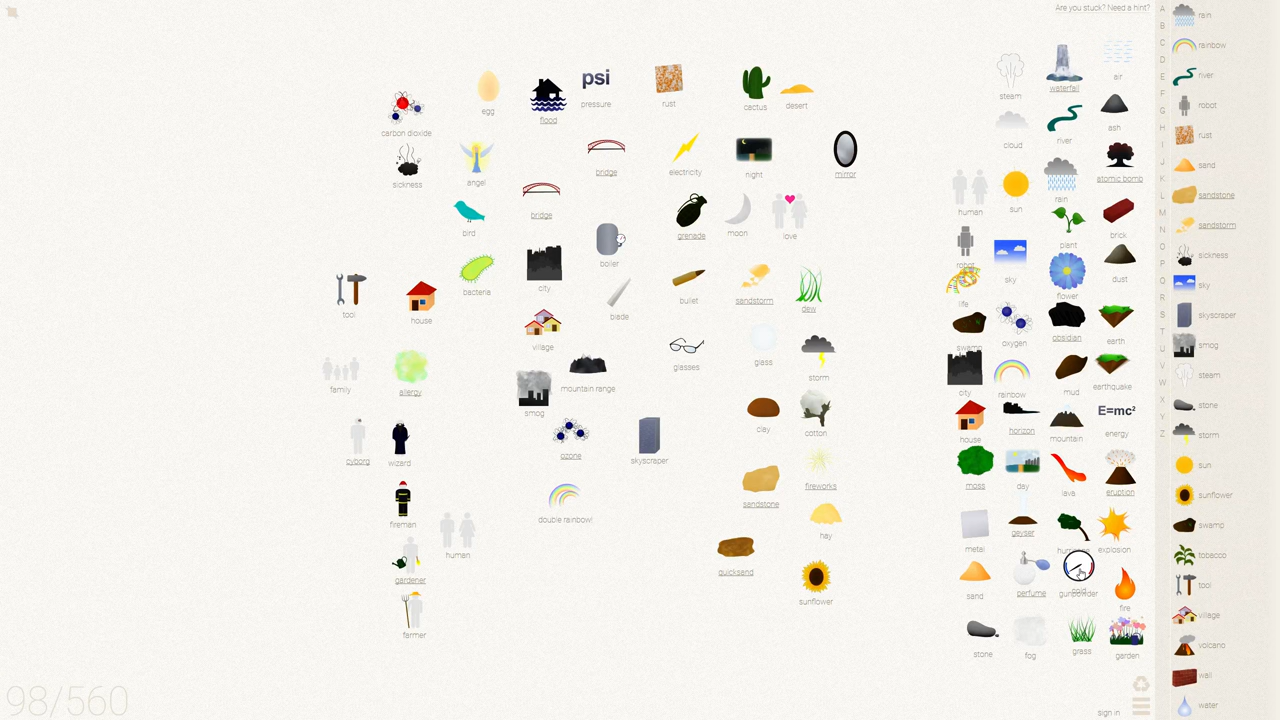 Are you stuck? Need a hint?
carbon dioxide
egg
flood
psi
pressure
rust
cactus
desert
steam
waterfall
air
sickness
angel
bridge
electricity
night
mirror
cloud
river
ash
bird
bridge
grenade
moon
love
human
sun
rain
atomic bomb
boiler
robot
plant
brick
tool
house
bacteria
city
blade
bullet
sandstorm
dew
life
sky
flower
dust
village
glass
storm
swamp
oxygen
obsidian
earth
family
allergy
smog
mountain range
glasses
city
rainbow
mud
earthquake
clay
cotton
house
horizon
mountain
E=mc²
energy
cyborg
wizard
ozone
skyscraper
moss
day
lava
eruption
fireman
human
double rainbow!
sandstone
fireworks
hay
metal
geyser
explosion
gardener
quicksand
sunflower
sand
perfume
gunpowder
fire
farmer
stone
fog
grass
garden
98/560
sign in
A
B
C
D
E
F
G
H
I
J
K
L
M
N
O
P
Q
R
S
T
U
V
W
X
Y
Z
rain
rainbow
river
robot
rust
sand
sandstone
sandstorm
sickness
sky
skyscraper
smog
steam
stone
storm
sun
sunflower
swamp
tobacco
tool
village
volcano
wall
water